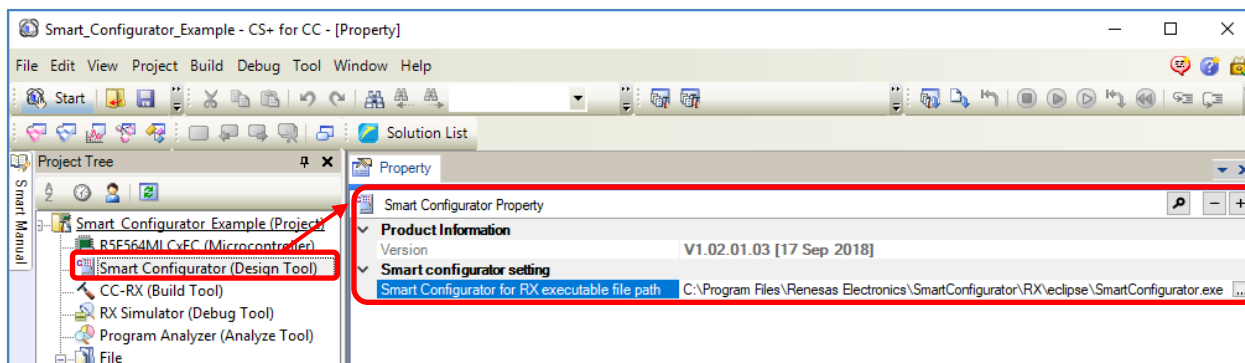 Smart_Configurator_Example - CS+ for CC - [Property]
File Edit View Project Build Debug Tool Window Help
Start
Solution List
Smart Manual
Project Tree
Property
Smart Configurator Property
Smart_Configurator_Example (Project)
Product Information
R5F564MLCxFC (Microcontroller)
Version V1.02.01.03 [17 Sep 2018]
Smart Configurator (Design Tool)
Smart configurator setting
CC-RX (Build Tool)
Smart Configurator for RX executable file path C:\Program Files\Renesas Electronics\SmartConfigurator\RX\eclipse\SmartConfigurator.exe ...
RX Simulator (Debug Tool)
Program Analyzer (Analyze Tool)
File